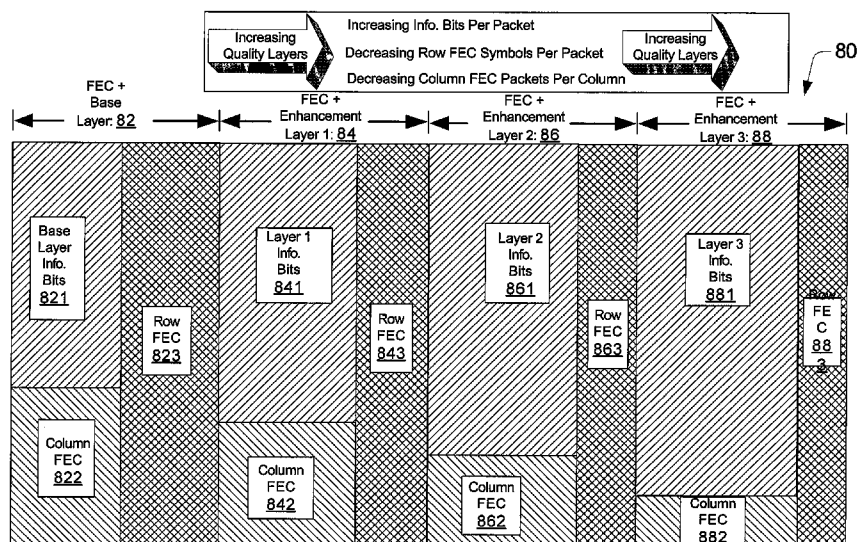 Increasing Info. Bits Per Packet
Increasing
Quality Layers
Decreasing Row FEC Symbols Per Packet
Increasing
Quality Layers
Decreasing Column FEC Packets Per Column
80
FEC +
Base
Layer: 82
FEC +
Enhancement
Layer 1: 84
FEC +
Enhancement
Layer 2: 86
FEC +
Enhancement
Layer 3: 88
Base
Layer
Info.
Bits
821
Row
FEC
823
Layer 1
Info.
Bits
841
Row
FEC
843
Layer 2
Info.
Bits
861
Row
FEC
863
Layer 3
Info.
Bits
881
Row
FE
C
88
3
Column
FEC
822
Column
FEC
842
Column
FEC
862
Column
FEC
882